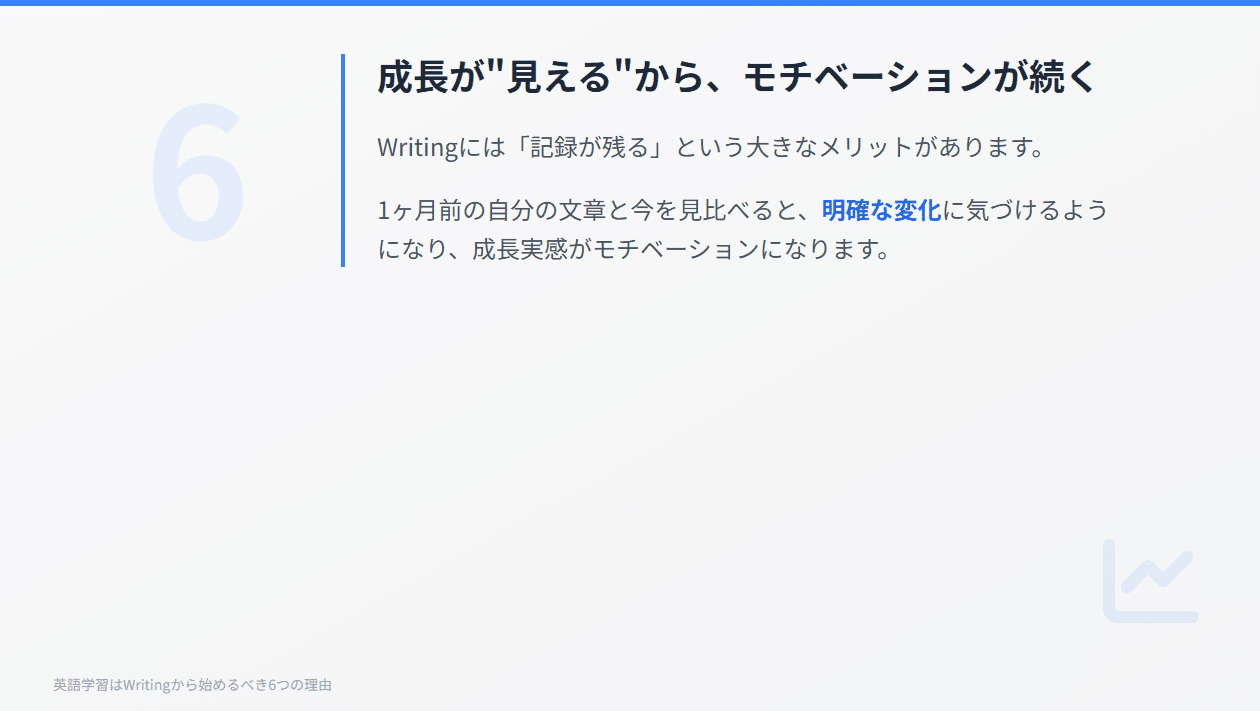 6
成長が"見える"から、モチベーションが続く
Writingには「記録が残る」という大きなメリットがあります。
1ヶ月前の自分の文章と今を見比べると、明確な変化に気づけるよう
になり、成長実感がモチベーションになります。
英語学習はWritingから始めるべき6つの理由